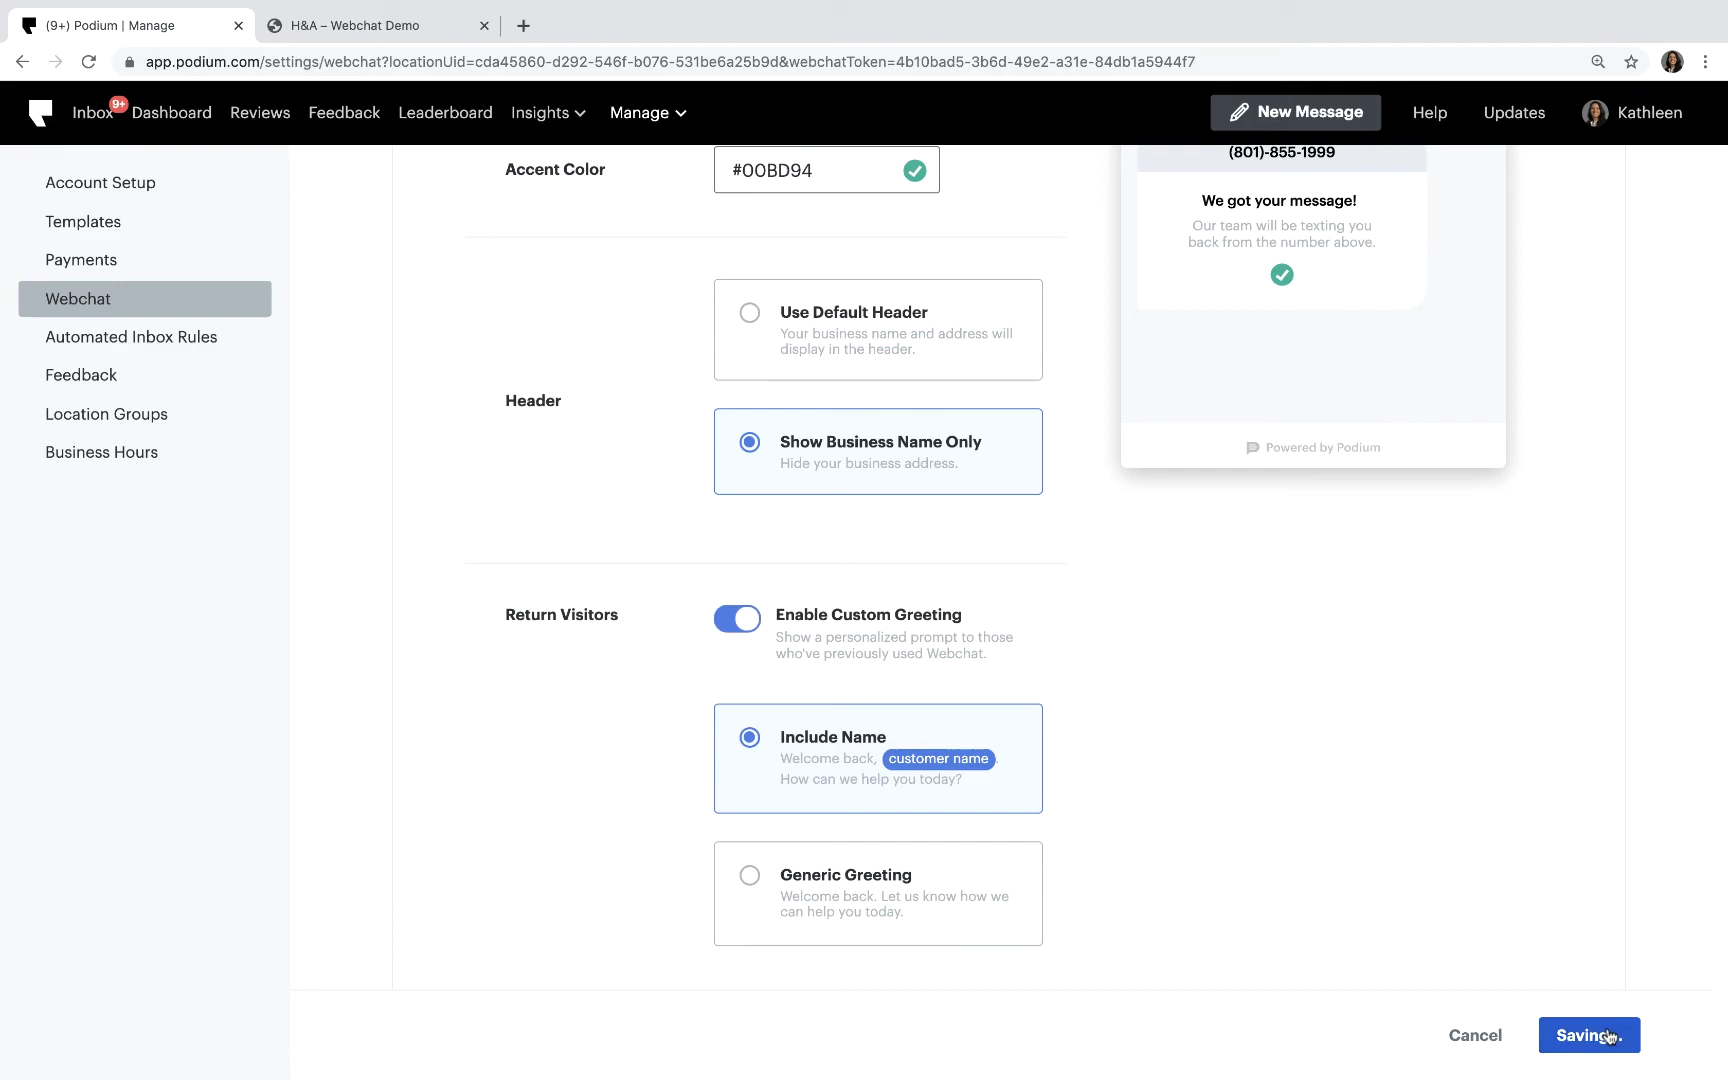 (9+) Podium | Manage
H&A – Webchat Demo
app.podium.com/settings/webchat?locationUid=cda45860-d292-546f-b076-531be6a25b9d&webchatToken=4b10bad5-3b6d-49e2-a31e-84db1a5944f7
Inbox 9+ Dashboard Reviews Feedback Leaderboard Insights Manage New Message Help Updates Kathleen
Account Setup
Templates
Payments
Webchat
Automated Inbox Rules
Feedback
Location Groups
Business Hours
Accent Color
#00BD94
Header
Use Default Header
Your business name and address will
display in the header.
Show Business Name Only
Hide your business address.
Return Visitors
Enable Custom Greeting
Show a personalized prompt to those
who've previously used Webchat.
Include Name
Welcome back, customer name.
How can we help you today?
Generic Greeting
Welcome back. Let us know how we
can help you today.
(801)-855-1999
We got your message!
Our team will be texting you
back from the number above.
Powered by Podium
Cancel
Saving...